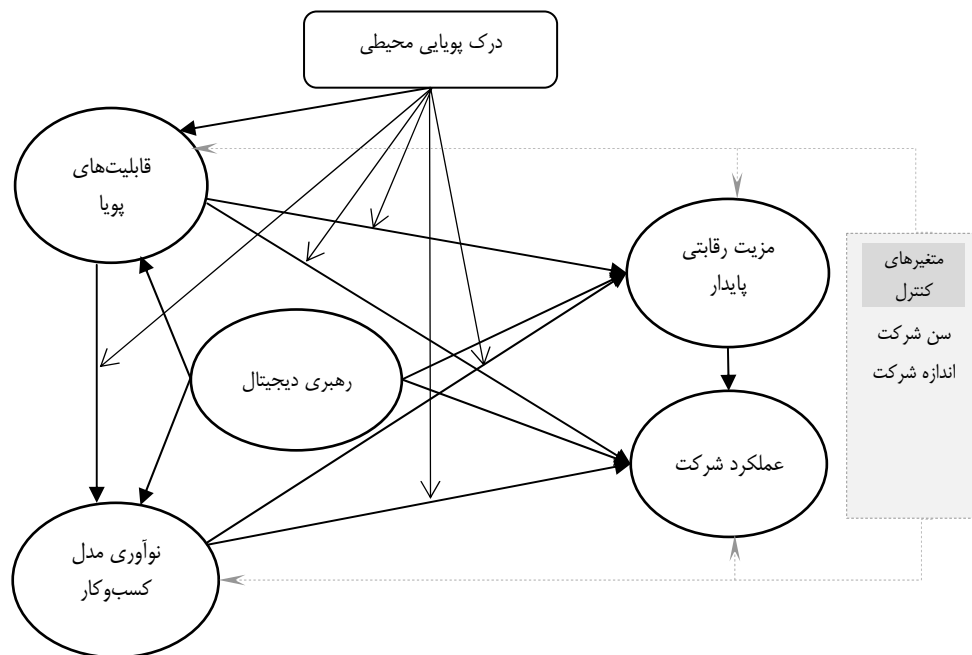 درک پویایی محیطی
قابلیت‌های
پویا
مزیت رقابتی
پایدار
متغیرهای
کنترل
سن شرکت
اندازه شرکت
رهبری دیجیتال
عملکرد شرکت
نوآوری مدل
کسب‌وکار